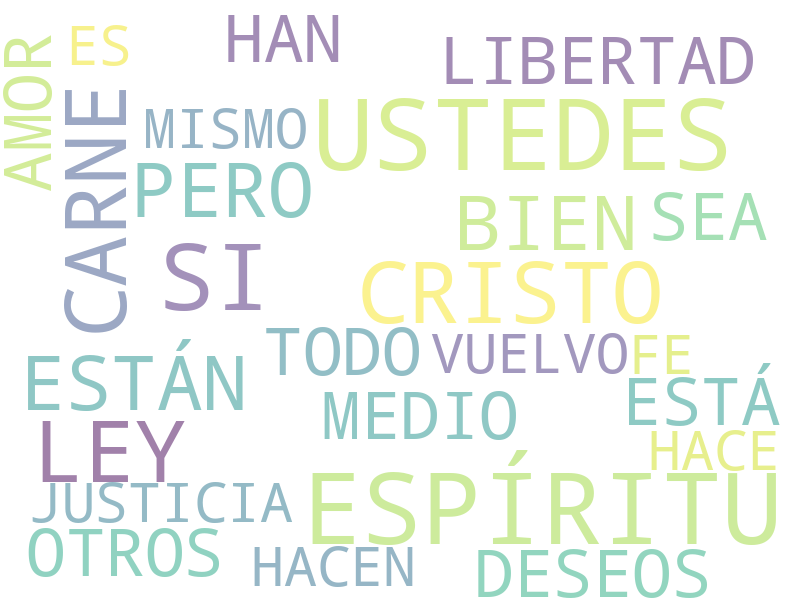 HAN
ES
LIBERTAD
AMOR
CARNE
MISMO
USTEDES
PERO
BIEN
SEA
SI
CRISTO
TODO
VUELVO
FE
ESTÁN
MEDIO
ESTÁ
LEY
HACE
JUSTICIA
ESPÍRITU
OTROS
HACEN
DESEOS